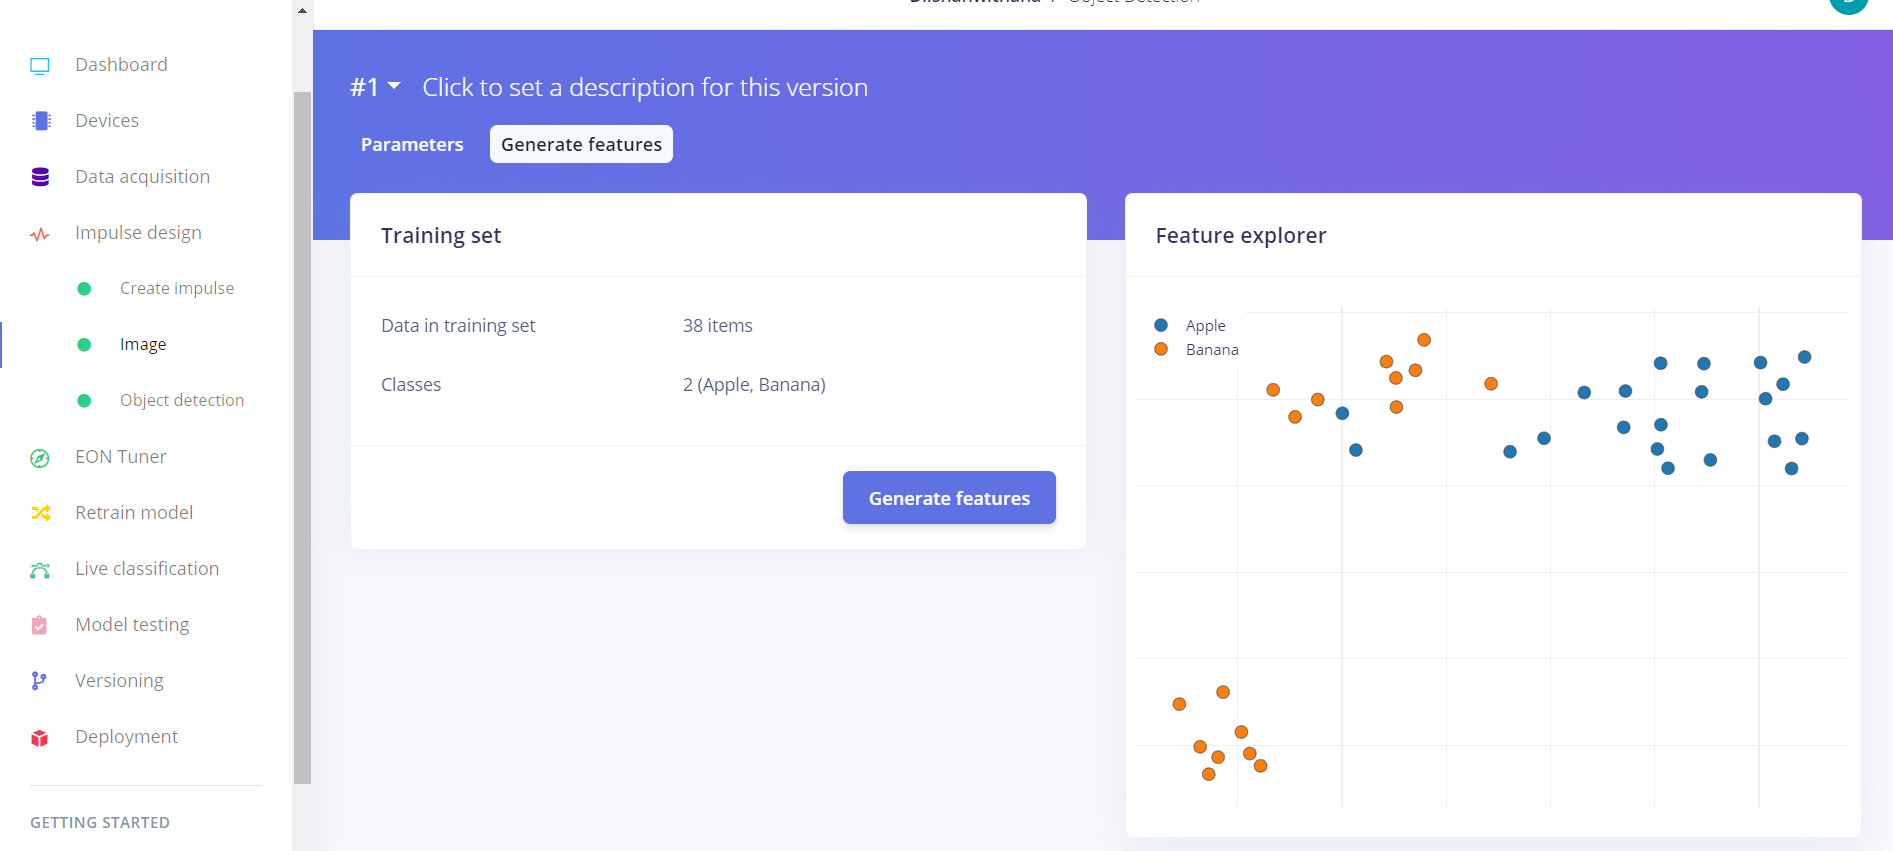 Dashboard
Devices
Data acquisition
Impulse design
Create impulse
Image
Object detection
EON Tuner
Retrain model
Live classification
Model testing
Versioning
Deployment
GETTING STARTED
/ Object Detection
#1 Click to set a description for this version
Parameters Generate features
Training set
Data in training set 38 items
Classes 2 (Apple, Banana)
Generate features
Feature explorer
Apple
Banana